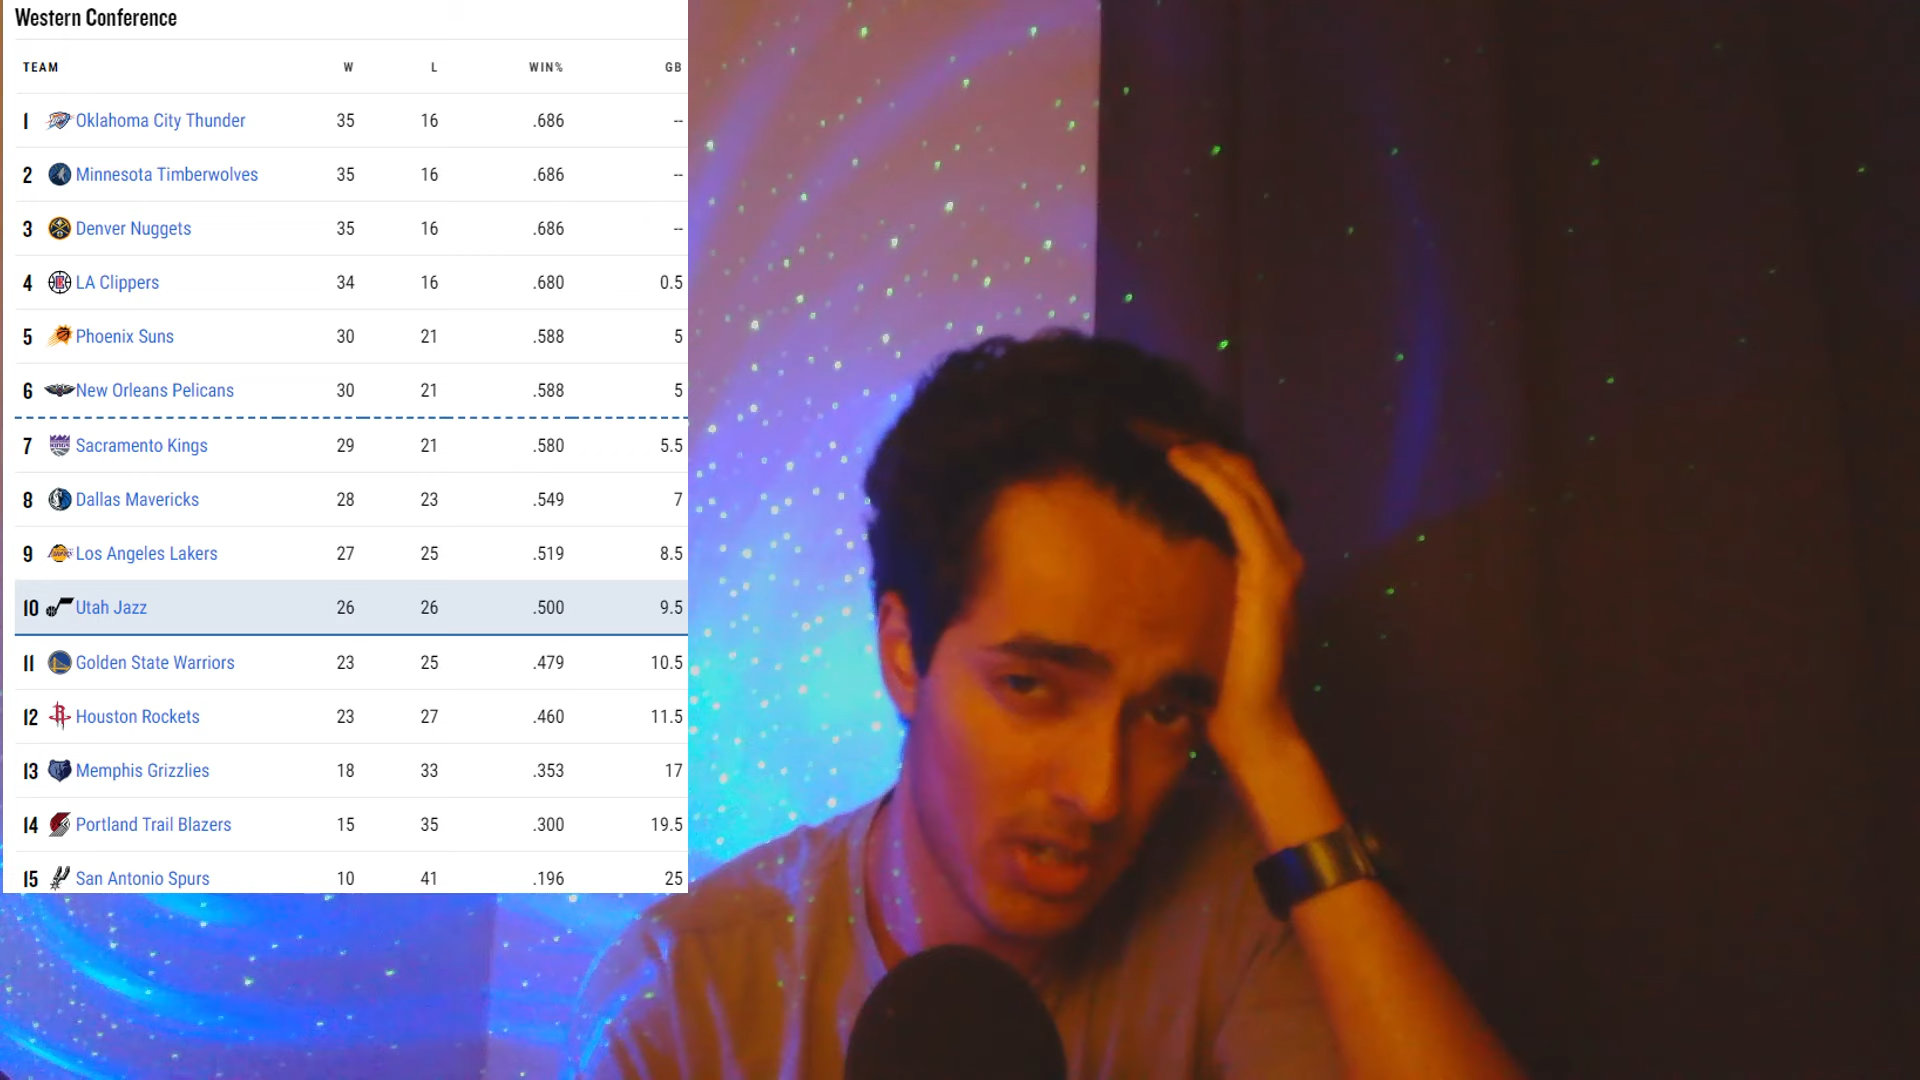 Western Conference
TEAM W L WIN% GB
1 Oklahoma City Thunder 35 16 .686 --
2 Minnesota Timberwolves 35 16 .686 --
3 Denver Nuggets 35 16 .686 --
4 LA Clippers 34 16 .680 0.5
5 Phoenix Suns 30 21 .588 5
6 New Orleans Pelicans 30 21 .588 5
7 Sacramento Kings 29 21 .580 5.5
8 Dallas Mavericks 28 23 .549 7
9 Los Angeles Lakers 27 25 .519 8.5
10 Utah Jazz 26 26 .500 9.5
11 Golden State Warriors 23 25 .479 10.5
12 Houston Rockets 23 27 .460 11.5
13 Memphis Grizzlies 18 33 .353 17
14 Portland Trail Blazers 15 35 .300 19.5
15 San Antonio Spurs 10 41 .196 25